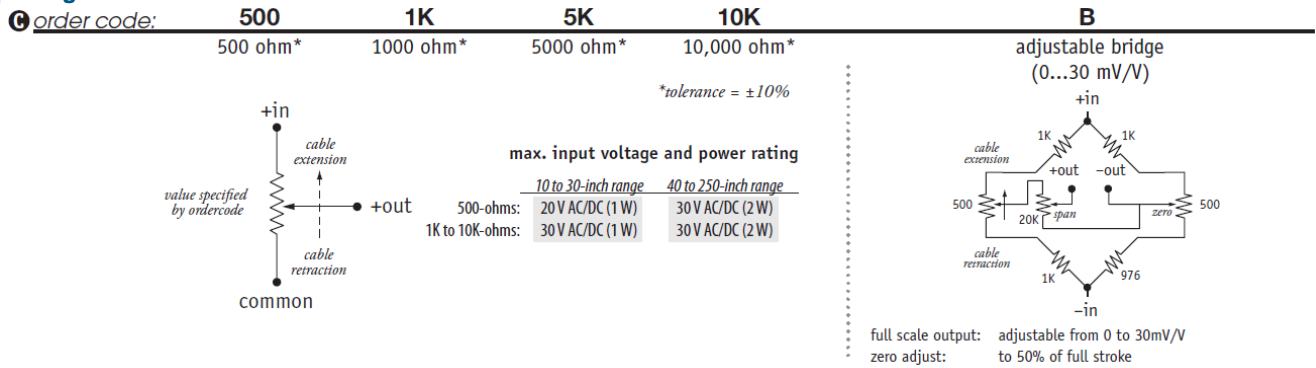 C order code: 500 1K 5K 10K B
500 ohm* 1000 ohm* 5000 ohm* 10,000 ohm*
*tolerance = ±10%
+in
cable
extension
value specified
by ordercode
+out
cable
retraction
common
max. input voltage and power rating
10 to 30-inch range 40 to 250-inch range
500-ohms: 20 V AC/DC (1 W) 30 V AC/DC (2 W)
1K to 10K-ohms: 30 V AC/DC (1 W) 30 V AC/DC (2 W)
adjustable bridge
(0...30 mV/V)
+in
1K 1K
cable
extension
+out –out
500 20K span zero 500
cable
retraction
1K 976
–in
full scale output: adjustable from 0 to 30mV/V
zero adjust: to 50% of full stroke